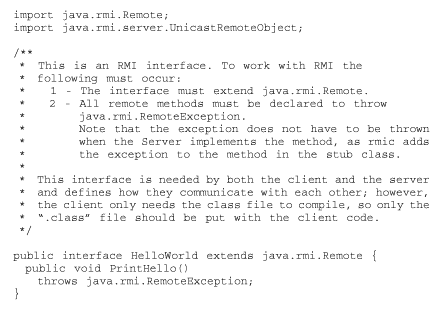 import java.rmi.Remote;
import java.rmi.server.UnicastRemoteObject;
/**
 *  This is an RMI interface. To work with RMI the
 *  following must occur:
 *    1 - The interface must extend java.rmi.Remote.
 *    2 - All remote methods must be declared to throw
 *        java.rmi.RemoteException.
 *        Note that the exception does not have to be thrown
 *        when the Server implements the method, as rmic adds
 *        the exception to the method in the stub class.
 *
 *  This interface is needed by both the client and the server
 *  and defines how they communicate with each other; however,
 *  the client only needs the class file to compile, so only the
 *  ".class" file should be put with the client code.
 */
public interface HelloWorld extends java.rmi.Remote {
  public void PrintHello()
    throws java.rmi.RemoteException;
}